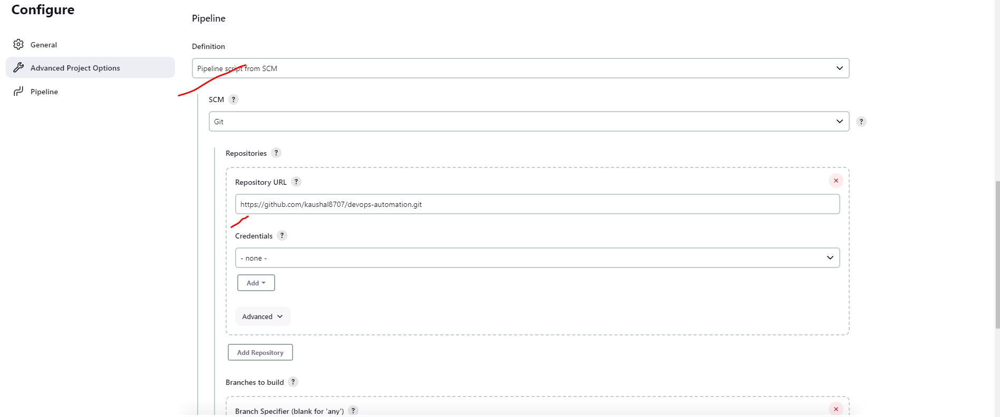 Configure
General
Advanced Project Options
Pipeline
Pipeline
Definition
Pipeline script from SCM
SCM ?
Git
?
Repositories ?
Repository URL ?
https://github.com/kaushal8707/devops-automation.git
Credentials ?
- none -
Add
Advanced
Add Repository
Branches to build ?
Branch Specifier (blank for 'any') ?